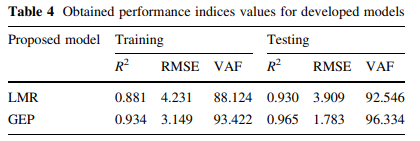 Table 4 Obtained performance indices values for developed models
Proposed model Training Testing
R² RMSE VAF R² RMSE VAF
LMR 0.881 4.231 88.124 0.930 3.909 92.546
GEP 0.934 3.149 93.422 0.965 1.783 96.334